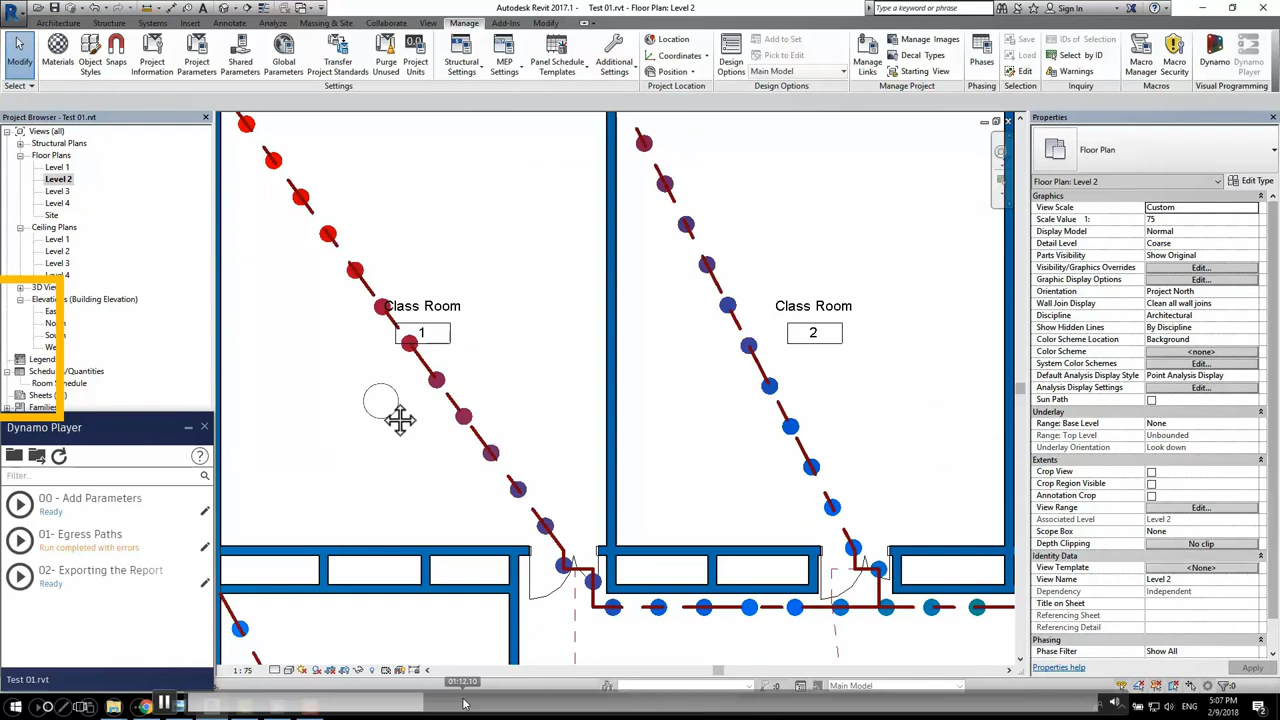 Autodesk Revit 2017.1 - Test 01.rvt - Floor Plan: Level 2
Type a keyword or phrase
Sign In
Architecture Structure Systems Insert Annotate Analyze Massing & Site Collaborate View Manage Add-Ins Modify
Modify
Materials
Object Styles
Snaps
Project Information
Project Parameters
Shared Parameters
Global Parameters
Transfer Project Standards
Purge Unused
Project Units
Structural Settings
MEP Settings
Panel Schedule Templates
Additional Settings
Location
Coordinates
Position
Design Options
Add to Set
Pick to Edit
Main Model
Manage Links
Manage Images
Decal Types
Starting View
Phases
Save
Load
Edit
IDs of Selection
Select by ID
Warnings
Macro Manager
Macro Security
Dynamo
Dynamo Player
Select
Settings
Project Location
Design Options
Manage Project
Phasing
Selection
Inquiry
Macros
Visual Programming
Project Browser - Test 01.rvt
Views (all)
Structural Plans
Floor Plans
Level 1
Level 2
Level 3
Level 4
Site
Ceiling Plans
Level 1
Level 2
Level 3
Level 4
3D Vie
Elevations (Building Elevation)
Eas
No
So
We
Legen
Schedules/Quantities
Room Schedule
Sheets (
Families
Dynamo Player
Filter...
00 - Add Parameters
Ready
01- Egress Paths
Run completed with errors
02- Exporting the Report
Ready
Test 01.rvt
Class Room
1
Class Room
2
1 : 75
01:12.10
:0
Main Model
:0
Properties
Floor Plan
Floor Plan: Level 2
Edit Type
Graphics
View Scale Custom
Scale Value 1: 75
Display Model Normal
Detail Level Coarse
Parts Visibility Show Original
Visibility/Graphics Overrides Edit...
Graphic Display Options Edit...
Orientation Project North
Wall Join Display Clean all wall joins
Discipline Architectural
Show Hidden Lines By Discipline
Color Scheme Location Background
Color Scheme <none>
System Color Schemes Edit...
Default Analysis Display Style Point Analysis Display
Analysis Display Settings Edit...
Sun Path
Underlay
Range: Base Level None
Range: Top Level Unbounded
Underlay Orientation Look down
Extents
Crop View
Crop Region Visible
Annotation Crop
View Range Edit...
Associated Level Level 2
Scope Box None
Depth Clipping No clip
Identity Data
View Template <None>
View Name Level 2
Dependency Independent
Title on Sheet
Referencing Sheet
Referencing Detail
Phasing
Phase Filter Show All
Properties help
Apply
ENG
5:07 PM
2/9/2018